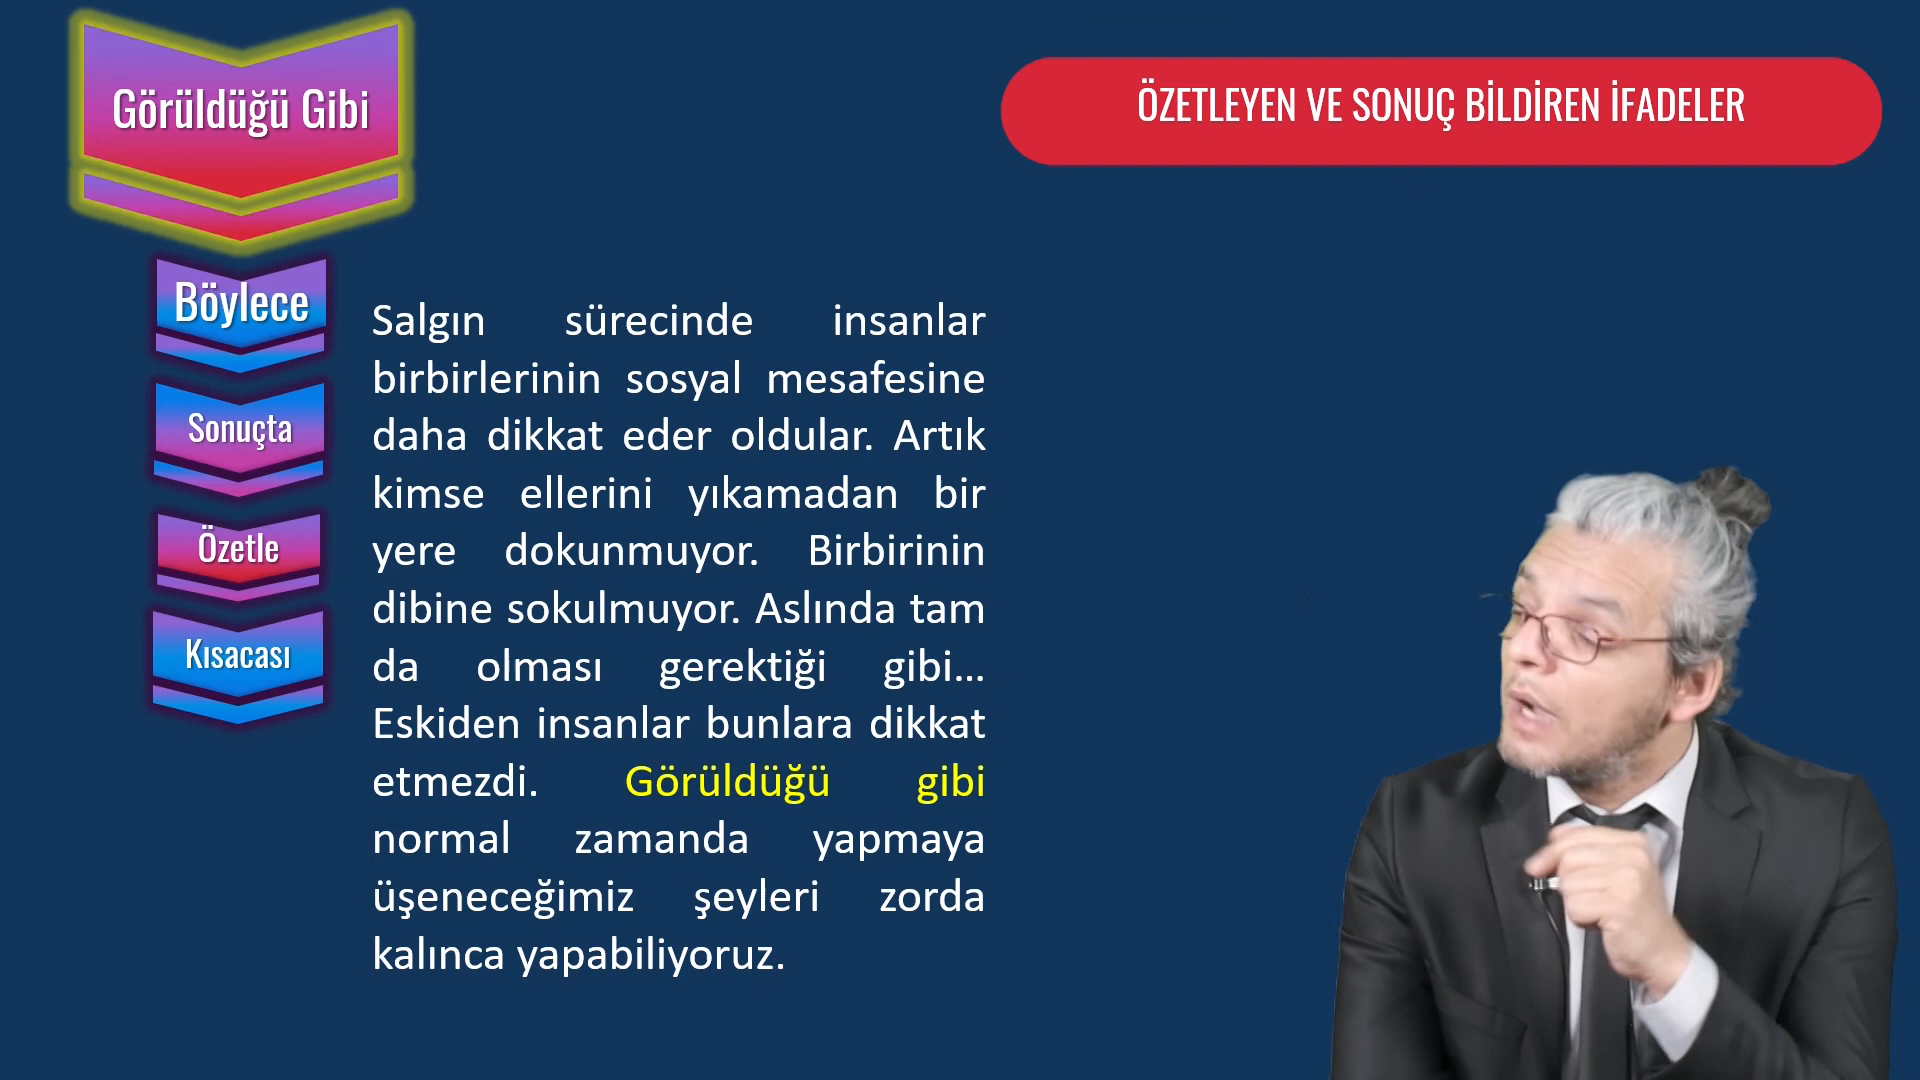 Görüldüğü Gibi
ÖZETLEYEN VE SONUÇ BİLDİREN İFADELER
Böylece
Sonuçta
Özetle
Kısacası
Salgın sürecinde insanlar
birbirlerinin sosyal mesafesine
daha dikkat eder oldular. Artık
kimse ellerini yıkamadan bir
yere dokunmuyor. Birbirinin
dibine sokulmuyor. Aslında tam
da olması gerektiği gibi...
Eskiden insanlar bunlara dikkat
etmezdi. Görüldüğü gibi
normal zamanda yapmaya
üşeneceğimiz şeyleri zorda
kalınca yapabiliyoruz.